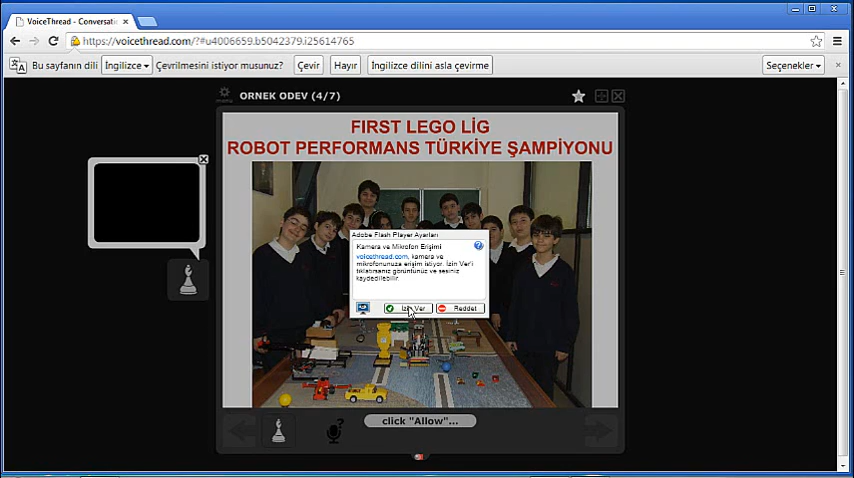 VoiceThread - Conversati
https://voicethread.com/?#u4006659.b5042379.i25614765
Bu sayfanın dili İngilizce Çevrilmesini istiyor musunuz? Çevir Hayır İngilizce dilini asla çevirme Seçenekler
menu ORNEK ODEV (4/7)
FIRST LEGO LİG
ROBOT PERFORMANS TÜRKİYE ŞAMPİYONU
Adobe Flash Player Ayarları
Kamera ve Mikrofon Erişimi
voicethread.com, kamera ve
mikrofonunuza erişim istiyor. İzin Ver'i
tıklatırsanız görüntünüz ve sesiniz
kaydedilebilir.
İzin Ver Reddet
click "Allow"...